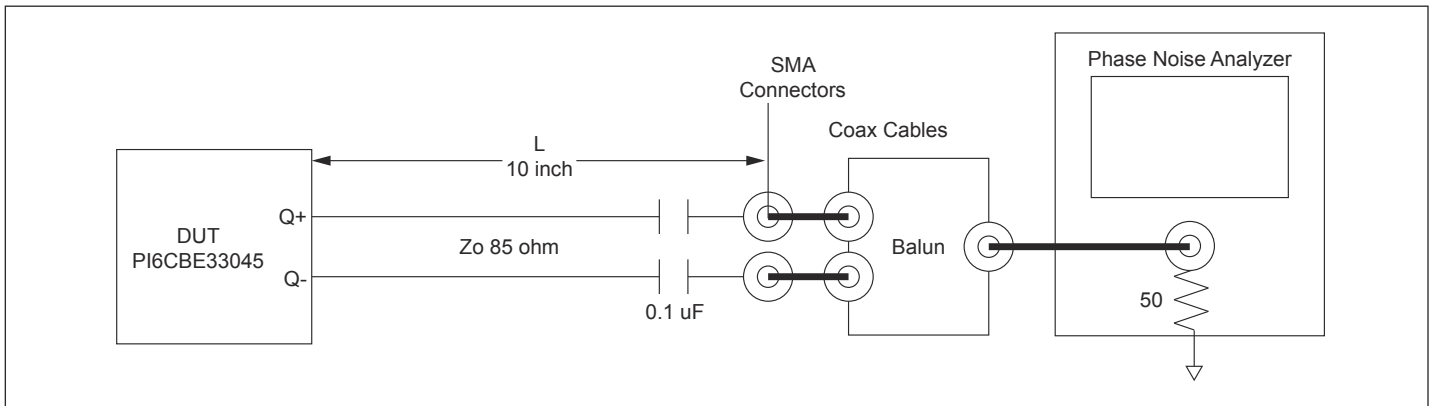 Phase Noise Analyzer
SMA
Connectors
Coax Cables
L
10 inch
Q+
DUT
PI6CBE33045
Zo 85 ohm
Balun
Q-
0.1 uF
50